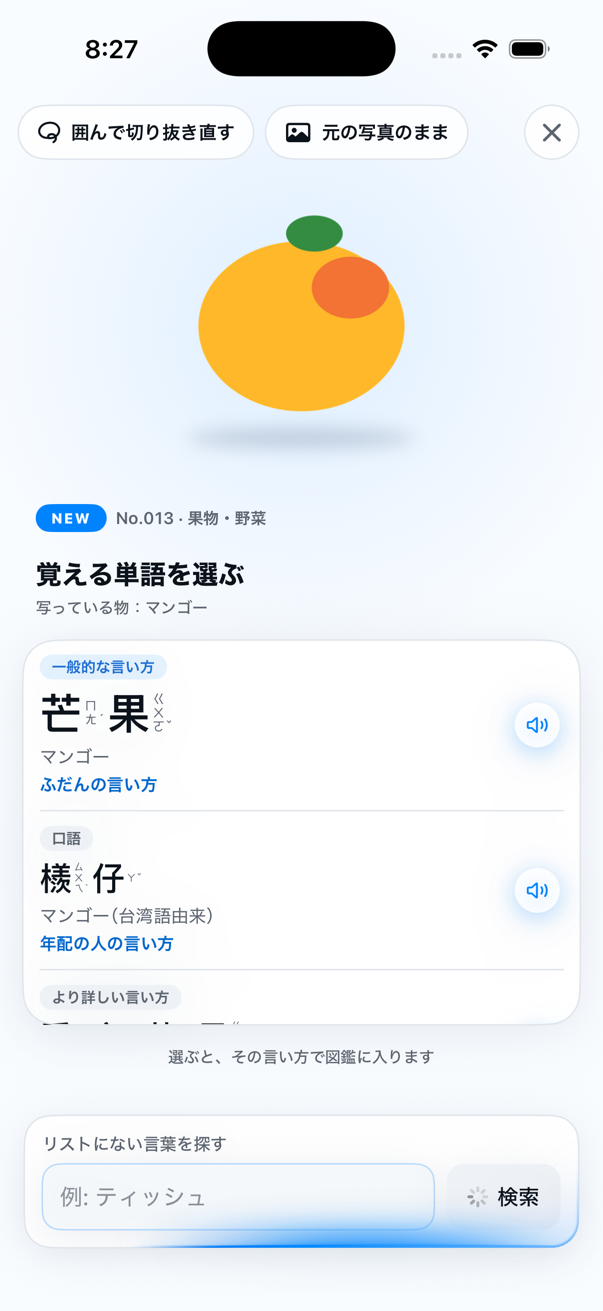 8:27
囲んで切り抜き直す
元の写真のまま
NEW No.013 · 果物・野菜
覚える単語を選ぶ
写っている物：マンゴー
一般的な言い方
芒ㄇㄤˊ果ㄍㄨㄛˇ
マンゴー
ふだんの言い方
口語
檨ㄙㄨㄟˋ仔ㄚˇ
マンゴー（台湾語由来）
年配の人の言い方
より詳しい言い方
選ぶと、その言い方で図鑑に入ります
リストにない言葉を探す
例: ティッシュ
検索